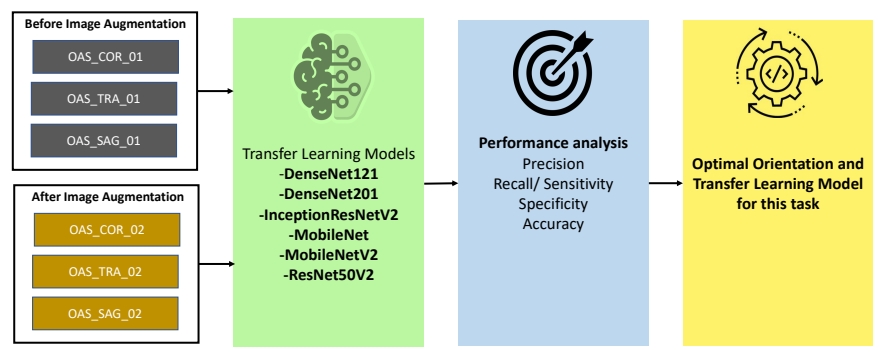 Before Image Augmentation
OAS_COR_01
OAS_TRA_01
OAS_SAG_01
After Image Augmentation
OAS_COR_02
OAS_TRA_02
OAS_SAG_02
Transfer Learning Models
-DenseNet121
-DenseNet201
-InceptionResNetV2
-MobileNet
-MobileNetV2
-ResNet50V2
Performance analysis
Precision
Recall/ Sensitivity
Specificity
Accuracy
</>
Optimal Orientation and
Transfer Learning Model
for this task